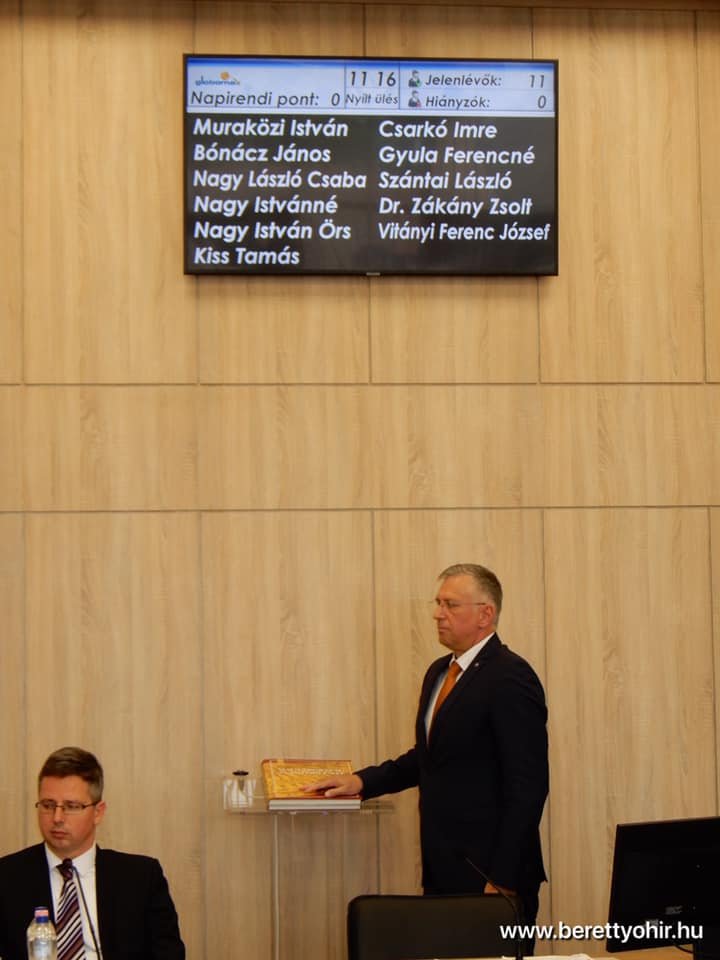 globomax
11 16 Jelenlévők: 11
Napirendi pont: 0 Nyílt ülés Hiányzók: 0
Muraközi István Csarkó Imre
Bónácz János Gyula Ferencné
Nagy László Csaba Szántai László
Nagy Istvánné Dr. Zákány Zsolt
Nagy István Örs Vitányi Ferenc József
Kiss Tamás
www.berettyohir.hu